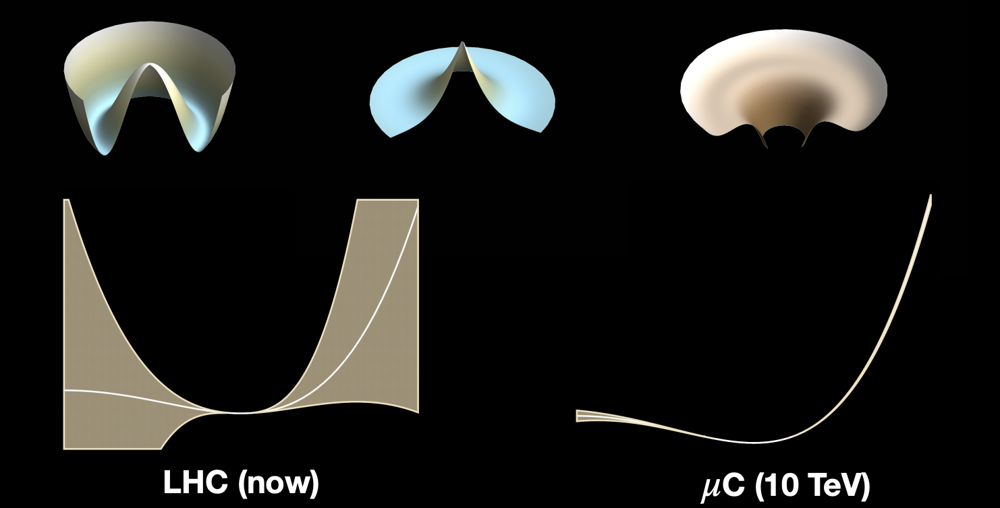 LHC (now)
μC (10 TeV)